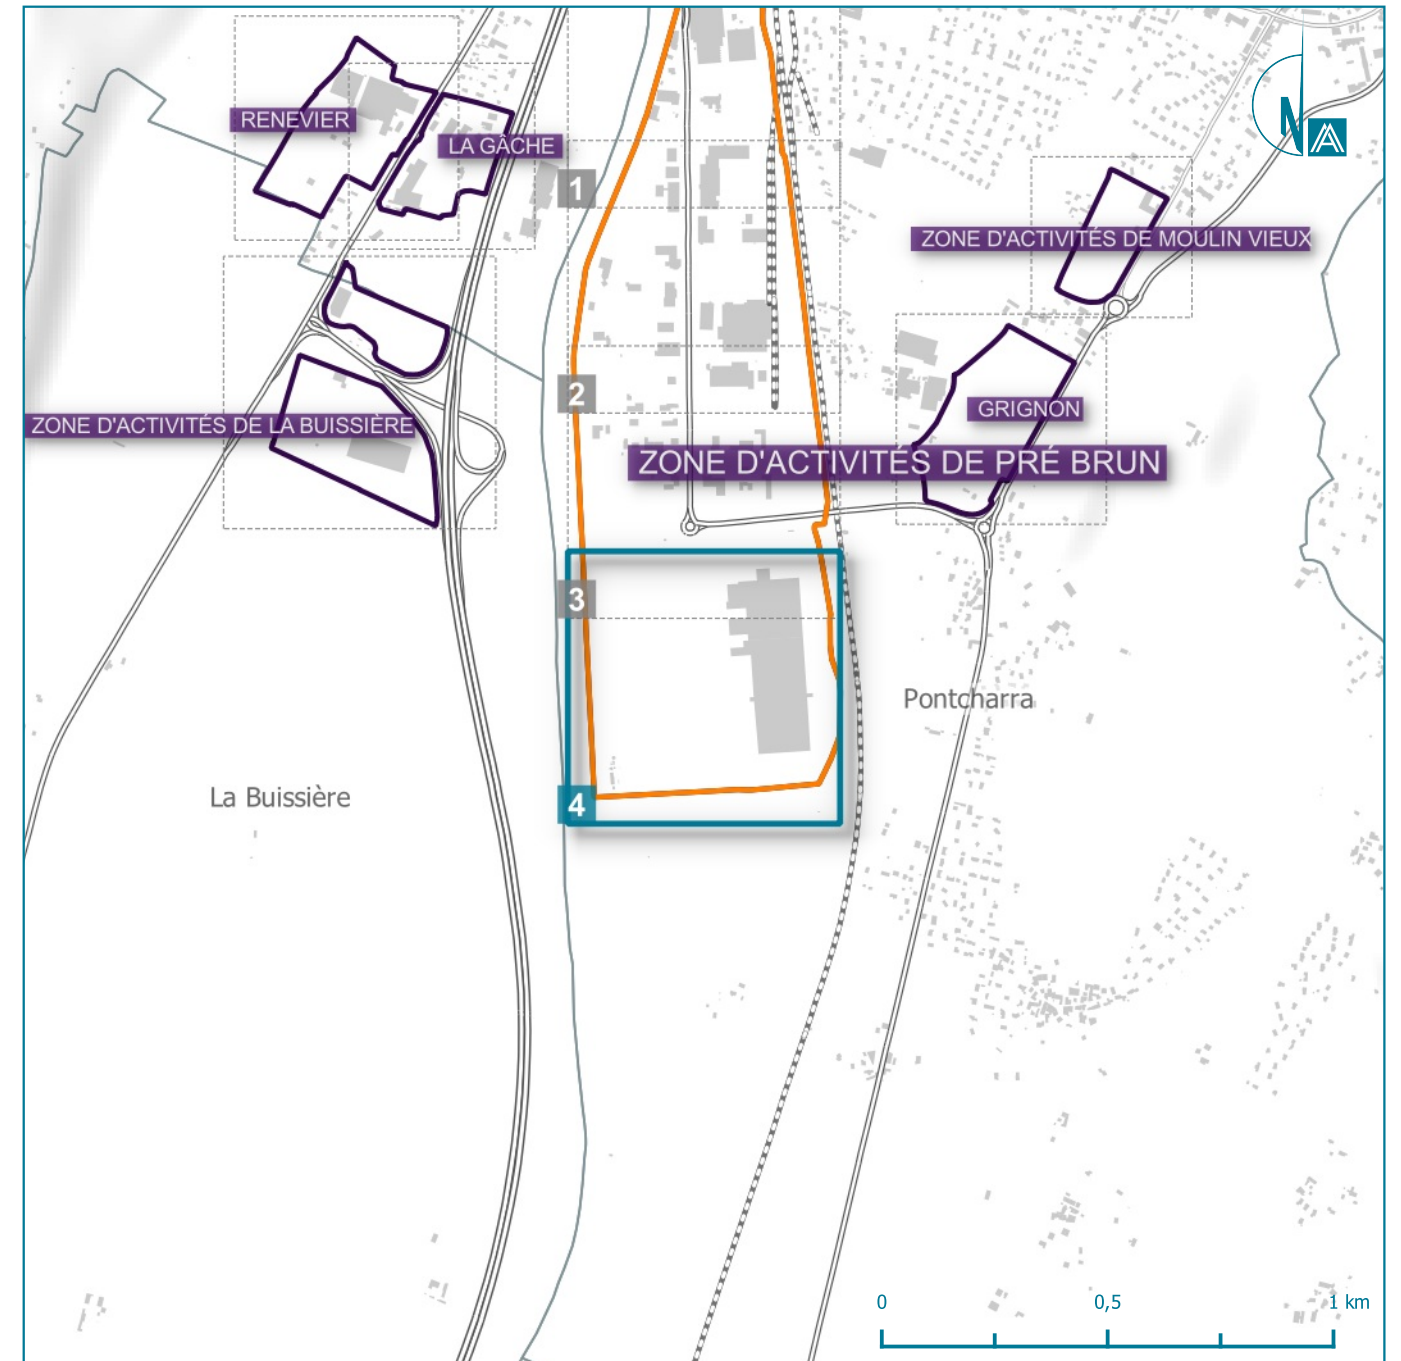 RENEVIER
LA GÂCHE
1
ZONE D'ACTIVITÉS DE MOULIN VIEUX
N
2
GRIGNON
ZONE D'ACTIVITÉS DE LA BUISSIÈRE
ZONE D'ACTIVITÉS DE PRÉ BRUN
3
Pontcharra
La Buissière
4
0 0,5 1 km